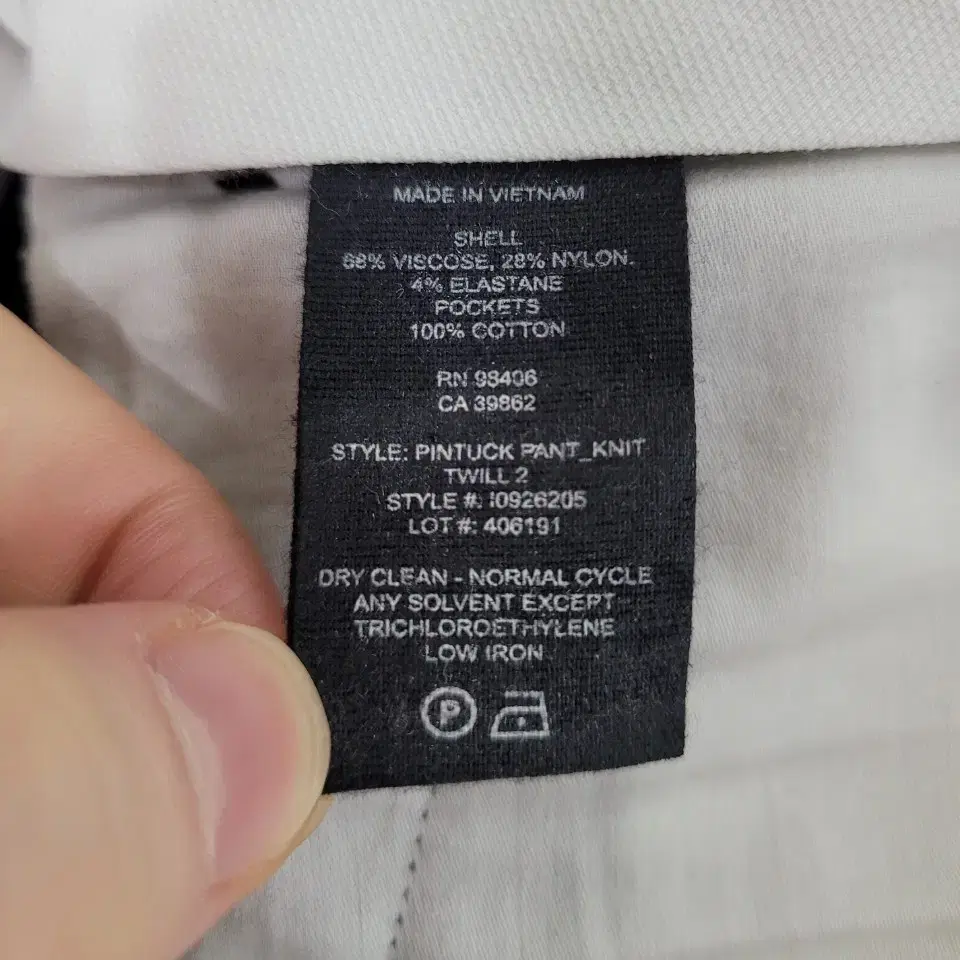 MADE IN VIETNAM
SHELL
68% VISCOSE, 28% NYLON.
4% ELASTANE
POCKETS
100% COTTON
RN 98406
CA 39862
STYLE: PINTUCK PANT_KNIT
TWILL 2
STYLE #: I0926205
LOT #: 406191
DRY CLEAN - NORMAL CYCLE
ANY SOLVENT EXCEPT
TRICHLOROETHYLENE
LOW IRON
P